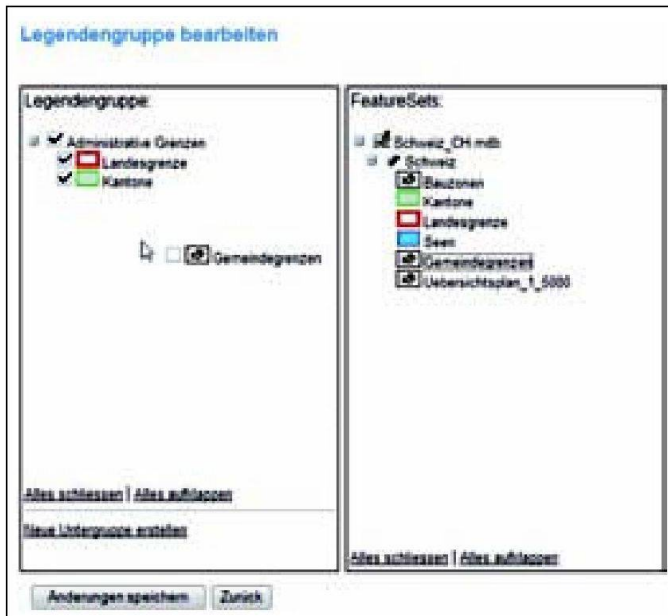 Legendengruppe bearbeiten
Legendengruppe:
Administrative Grenzen
Landesgrenze
Kantone
Gemeindegrenzen
Alles schliessen | Alles aufklappen
Neue Untergruppe erstellen
FeatureSets:
Schweiz_CH.mdb
Schweiz
Bauzonen
Kantone
Landesgrenze
Seen
Gemeindegrenzen
Uebersichtsplan_1_5000
Alles schliessen | Alles aufklappen
Änderungen speichern
Zurück